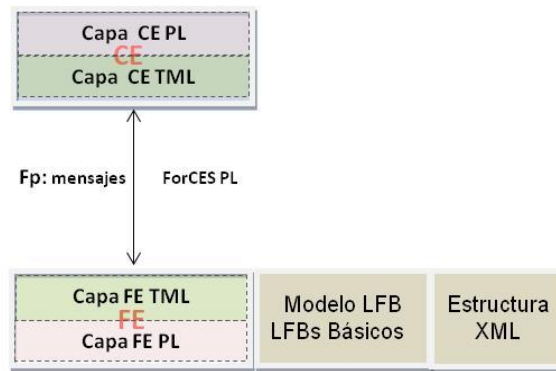 Capa CE PL
CE
Capa CE TML
Fp: mensajes
ForCES PL
Capa FE TML
FE
Capa FE PL
Modelo LFB
LFBs Básicos
Estructura
XML